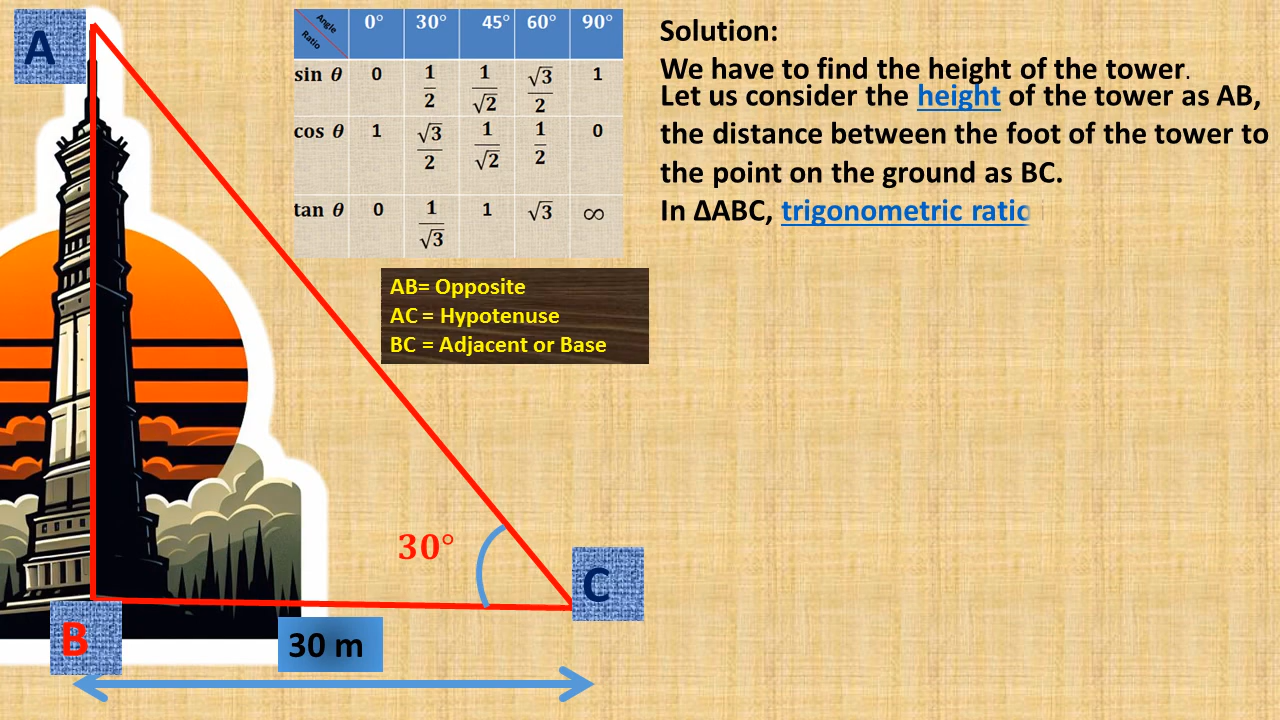 A
Angle
Ratio
0° 30° 45° 60° 90°
sin θ 0 1/2 1/√2 √3/2 1
cos θ 1 √3/2 1/√2 1/2 0
tan θ 0 1/√3 1 √3 ∞
AB= Opposite
AC = Hypotenuse
BC = Adjacent or Base
30°
C
B
30 m
Solution:
We have to find the height of the tower.
Let us consider the height of the tower as AB,
the distance between the foot of the tower to
the point on the ground as BC.
In ΔABC, trigonometric ratio